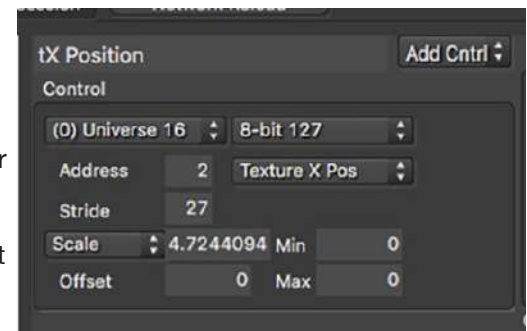 tX Position Add Cntrl
Control
(0) Universe 16 8-bit 127
Address 2 Texture X Pos
Stride 27
Scale 4.7244094 Min 0
Offset 0 Max 0